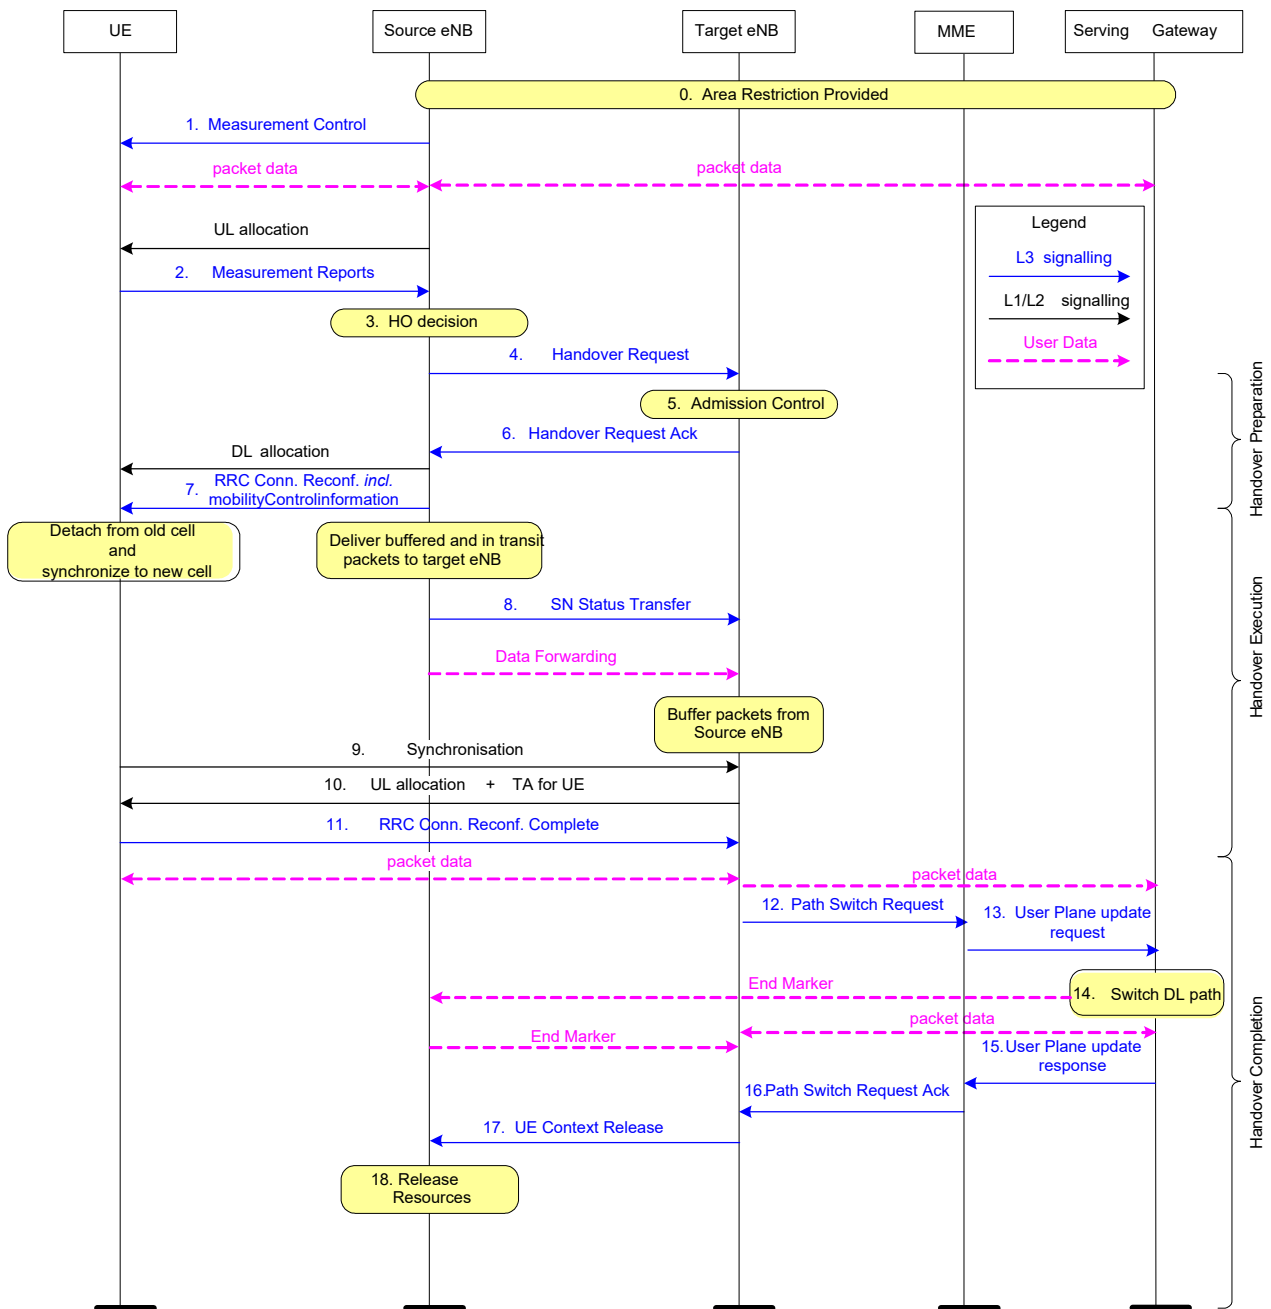 UE
Source eNB
Target eNB
MME
Serving Gateway
0. Area Restriction Provided
1. Measurement Control
packet data
packet data
UL allocation
2. Measurement Reports
Legend
L3 signalling
L1/L2 signalling
User Data
3. HO decision
4. Handover Request
5. Admission Control
6. Handover Request Ack
DL allocation
7. RRC Conn. Reconf. incl.
mobilityControlinformation
Handover Preparation
Detach from old cell
and
synchronize to new cell
Deliver buffered and in transit
packets to target eNB
8. SN Status Transfer
Data Forwarding
Buffer packets from
Source eNB
9. Synchronisation
10. UL allocation + TA for UE
11. RRC Conn. Reconf. Complete
Handover Execution
packet data
packet data
12. Path Switch Request
13. User Plane update
request
End Marker
14. Switch DL path
packet data
End Marker
15.User Plane update
response
16.Path Switch Request Ack
17. UE Context Release
18. Release
Resources
Handover Completion